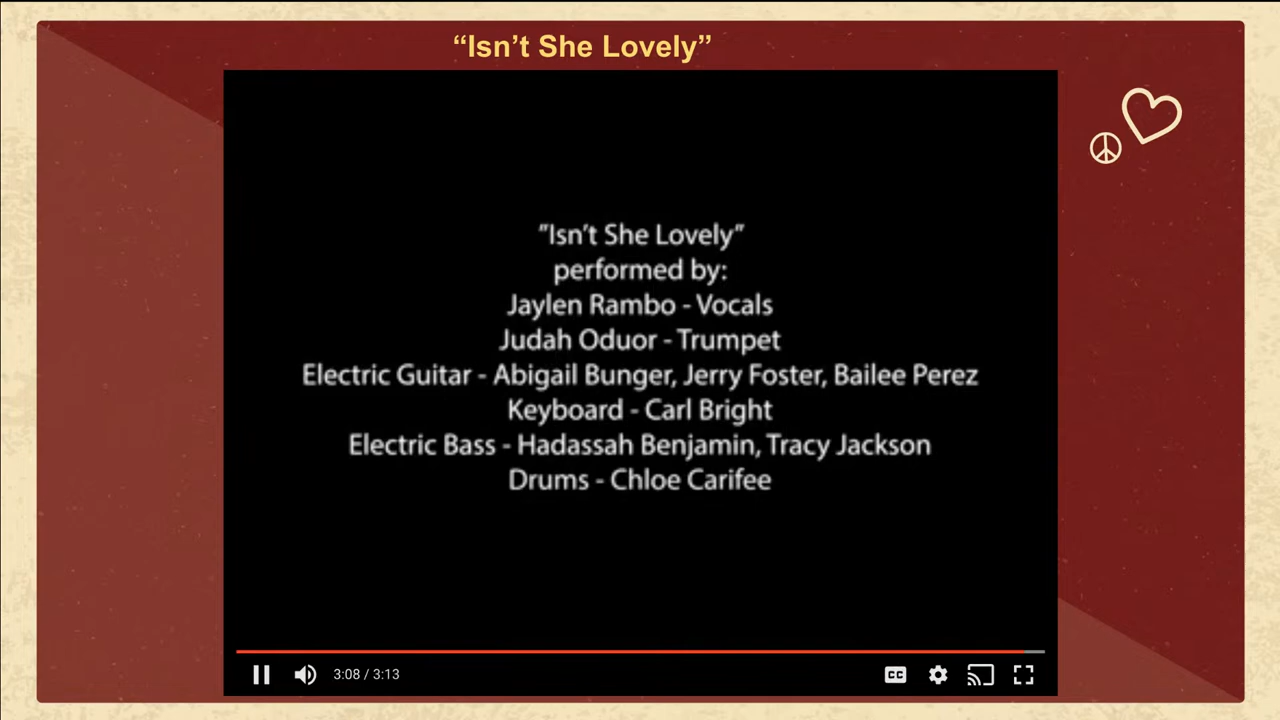 “Isn’t She Lovely”
”Isn’t She Lovely”
performed by:
Jaylen Rambo - Vocals
Judah Oduor - Trumpet
Electric Guitar - Abigail Bunger, Jerry Foster, Bailee Perez
Keyboard - Carl Bright
Electric Bass - Hadassah Benjamin, Tracy Jackson
Drums - Chloe Carifee
3:08 / 3:13
CC